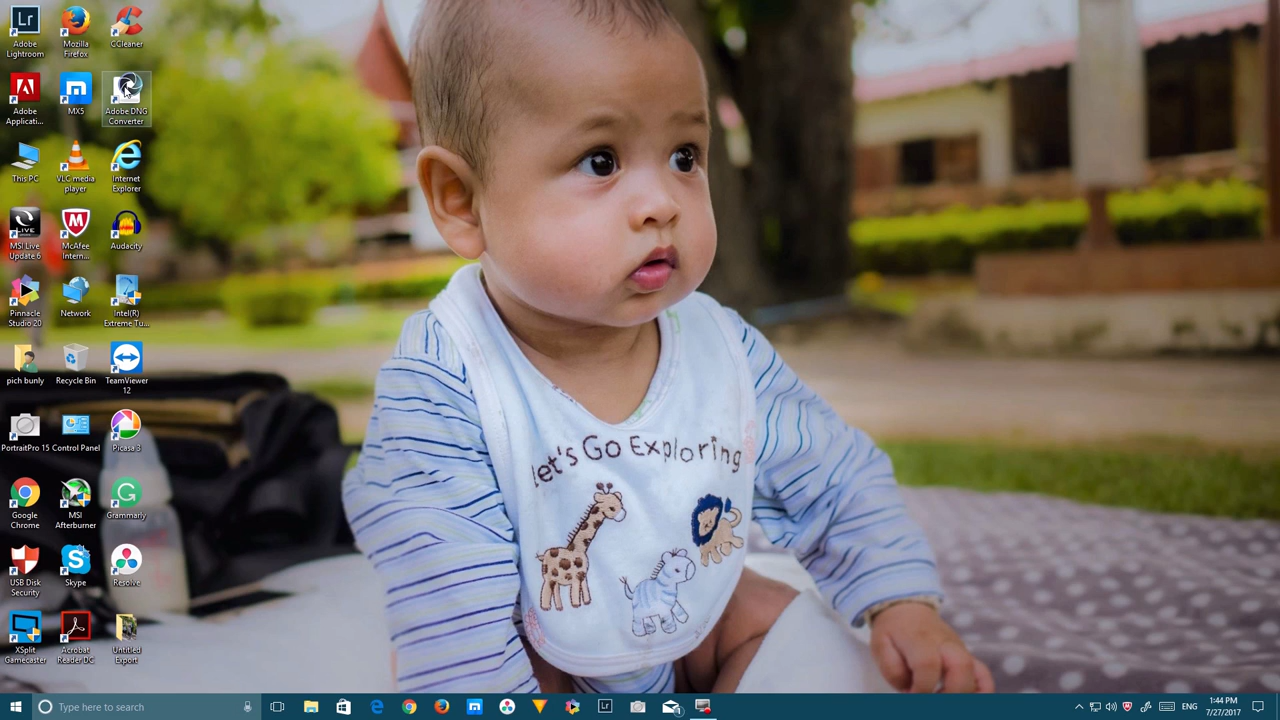 Adobe
Lightroom
Mozilla
Firefox
CCleaner
Adobe
Applicati...
MX5
Adobe DNG
Converter
This PC
VLC media
player
Internet
Explorer
MSI Live
Update 6
McAfee
Intern...
Audacity
Pinnacle
Studio 20
Network
Intel(R)
Extreme Tu...
pich bunly
Recycle Bin
TeamViewer
12
PortraitPro 15
Control Panel
Picasa 3
Google
Chrome
MSI
Afterburner
Grammarly
USB Disk
Security
Skype
Resolve
XSplit
Gamecaster
Acrobat
Reader DC
Untitled
Export
Let's Go Exploring
Type here to search
ENG
1:44 PM
7/27/2017